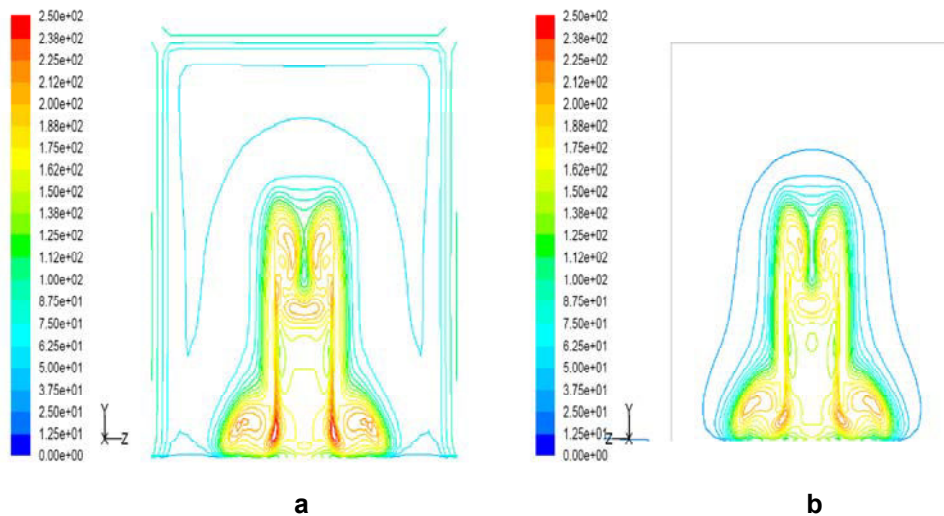 2.50e+02
2.38e+02
2.25e+02
2.12e+02
2.00e+02
1.88e+02
1.75e+02
1.62e+02
1.50e+02
1.38e+02
1.25e+02
1.12e+02
1.00e+02
8.75e+01
7.50e+01
6.25e+01
5.00e+01
3.75e+01
2.50e+01
1.25e+01
0.00e+00
Y
X
Z
a
2.50e+02
2.38e+02
2.25e+02
2.12e+02
2.00e+02
1.88e+02
1.75e+02
1.62e+02
1.50e+02
1.38e+02
1.25e+02
1.12e+02
1.00e+02
8.75e+01
7.50e+01
6.25e+01
5.00e+01
3.75e+01
2.50e+01
1.25e+01
0.00e+00
Y
X
Z
b